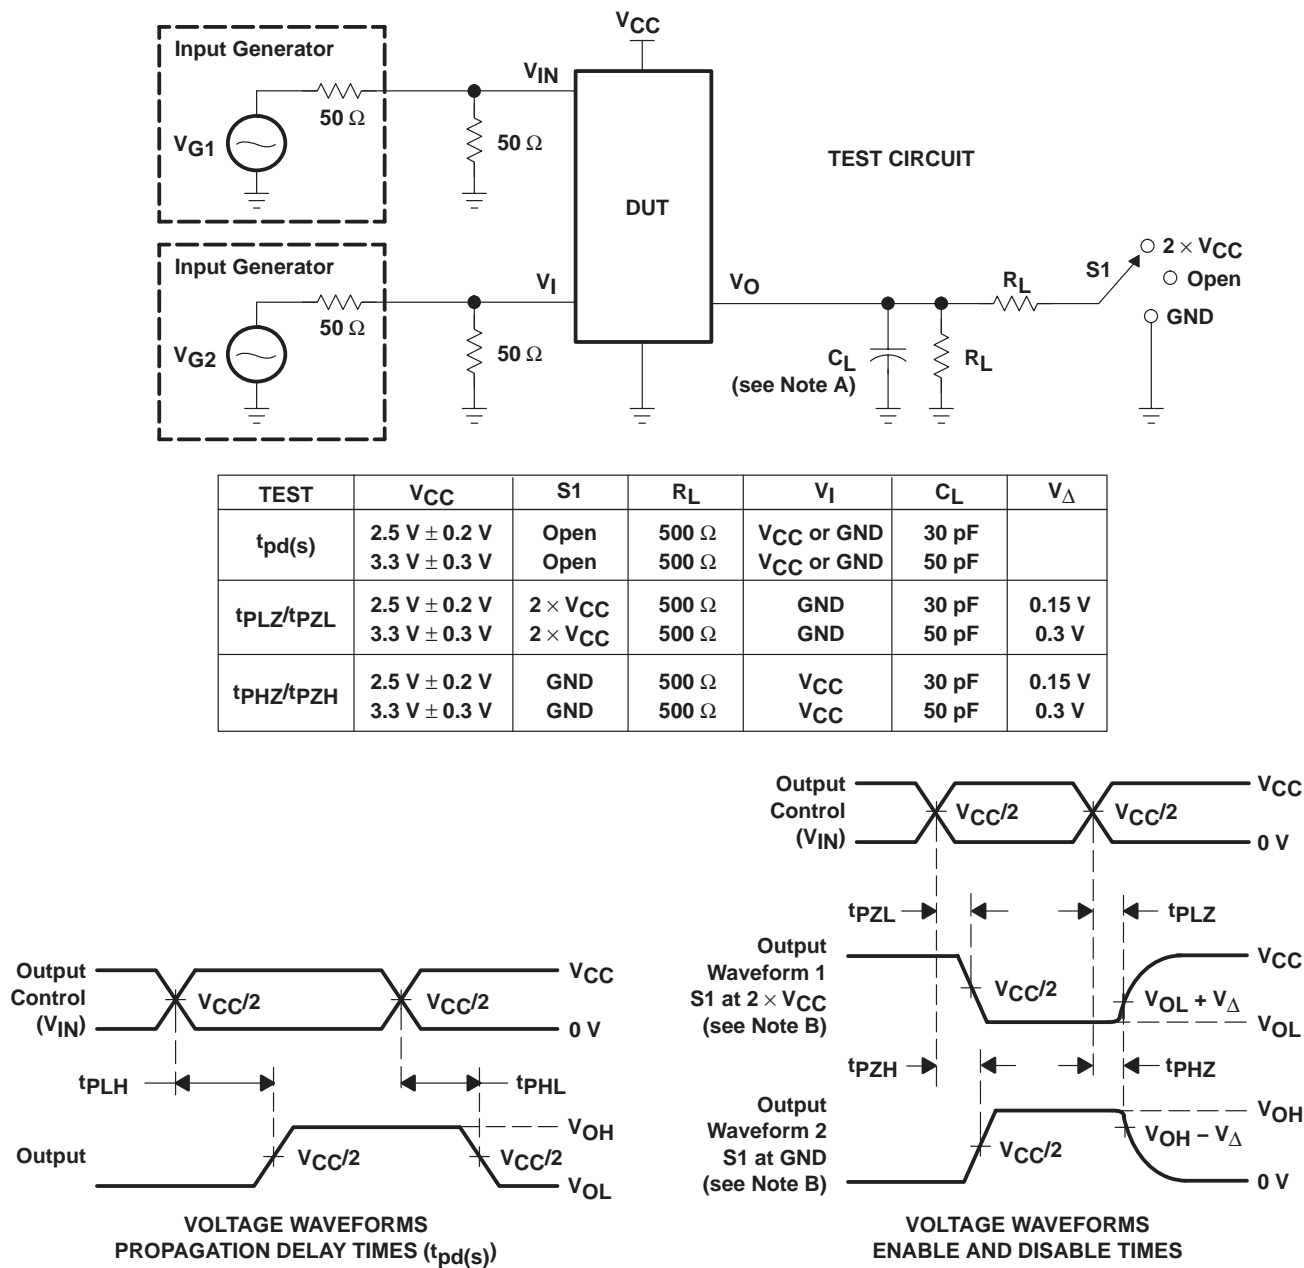 Input Generator
VG1
50 Ω
50 Ω
VIN
VCC
DUT
TEST CIRCUIT
Input Generator
VG2
50 Ω
50 Ω
VI
VO
CL
(see Note A)
RL
RL
S1
2 × VCC
Open
GND
TEST VCC S1 RL VI CL VΔ
tpd(s) 2.5 V ± 0.2 V Open 500 Ω VCC or GND 30 pF
3.3 V ± 0.3 V Open 500 Ω VCC or GND 50 pF
tPLZ/tPZL 2.5 V ± 0.2 V 2 × VCC 500 Ω GND 30 pF 0.15 V
3.3 V ± 0.3 V 2 × VCC 500 Ω GND 50 pF 0.3 V
tPHZ/tPZH 2.5 V ± 0.2 V GND 500 Ω VCC 30 pF 0.15 V
3.3 V ± 0.3 V GND 500 Ω VCC 50 pF 0.3 V
Output
Control
(VIN)
VCC/2
VCC/2
VCC
0 V
tPLH
tPHL
Output
VCC/2
VCC/2
VOH
VOL
VOLTAGE WAVEFORMS
PROPAGATION DELAY TIMES (tpd(s))
Output
Control
(VIN)
VCC/2
VCC/2
VCC
0 V
tPZL
tPLZ
Output
Waveform 1
S1 at 2 × VCC
(see Note B)
VCC/2
VCC
VOL + VΔ
VOL
tPZH
tPHZ
Output
Waveform 2
S1 at GND
(see Note B)
VCC/2
VOH
VOH − VΔ
0 V
VOLTAGE WAVEFORMS
ENABLE AND DISABLE TIMES